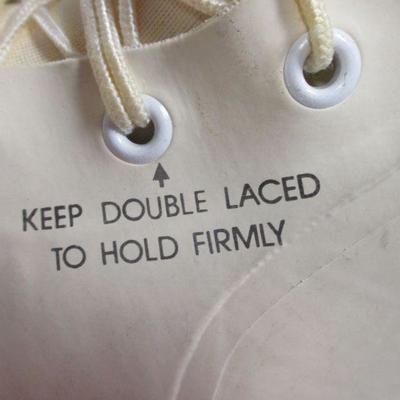 KEEP DOUBLE LACED
TO HOLD FIRMLY